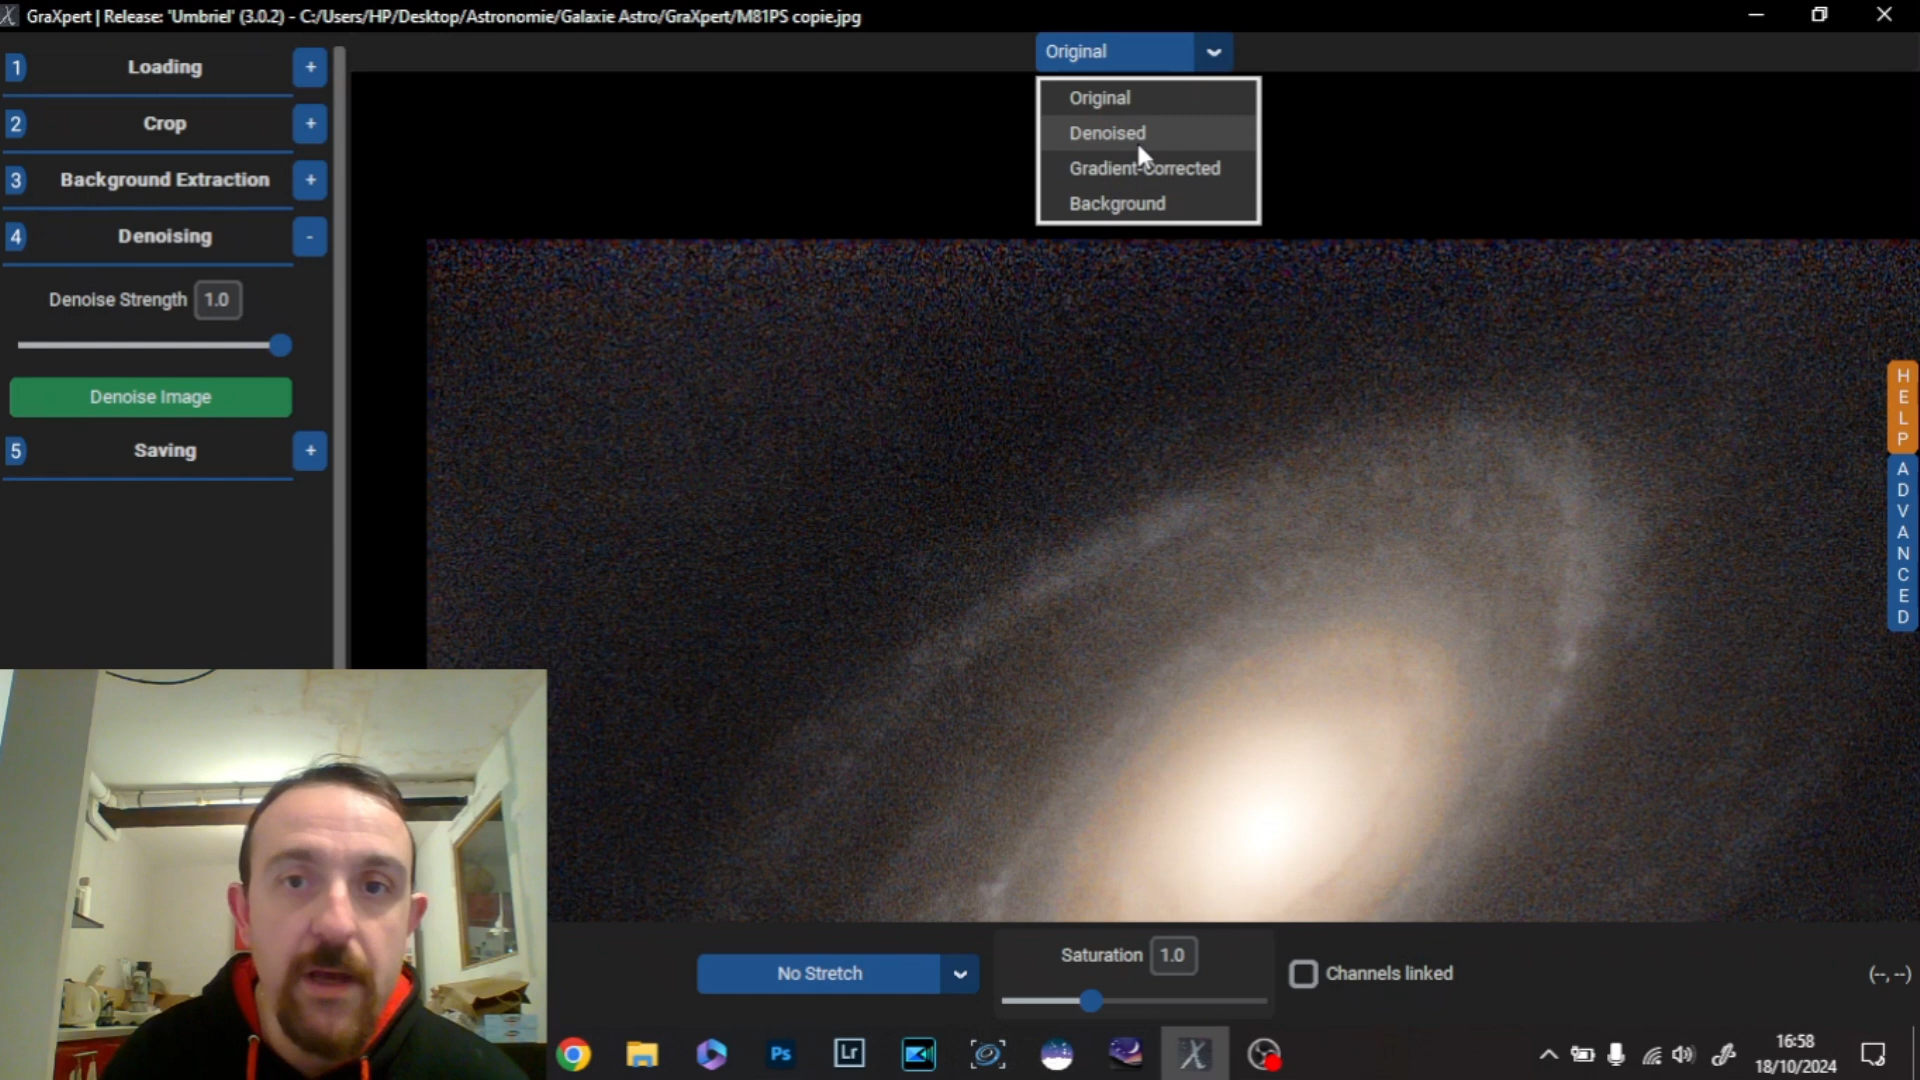 GraXpert | Release: 'Umbriel' (3.0.2) - C:/Users/HP/Desktop/Astronomie/Galaxie Astro/GraXpert/M81PS copie.jpg
Original
1 Loading +
Original
2 Crop +
Denoised
3 Background Extraction +
Gradient-Corrected
Background
4 Denoising -
Denoise Strength 1.0
Denoise Image
5 Saving +
HELP
ADVANCED
No Stretch
Saturation 1.0
Channels linked
(--, --)
Ps
Lr
16:58
18/10/2024